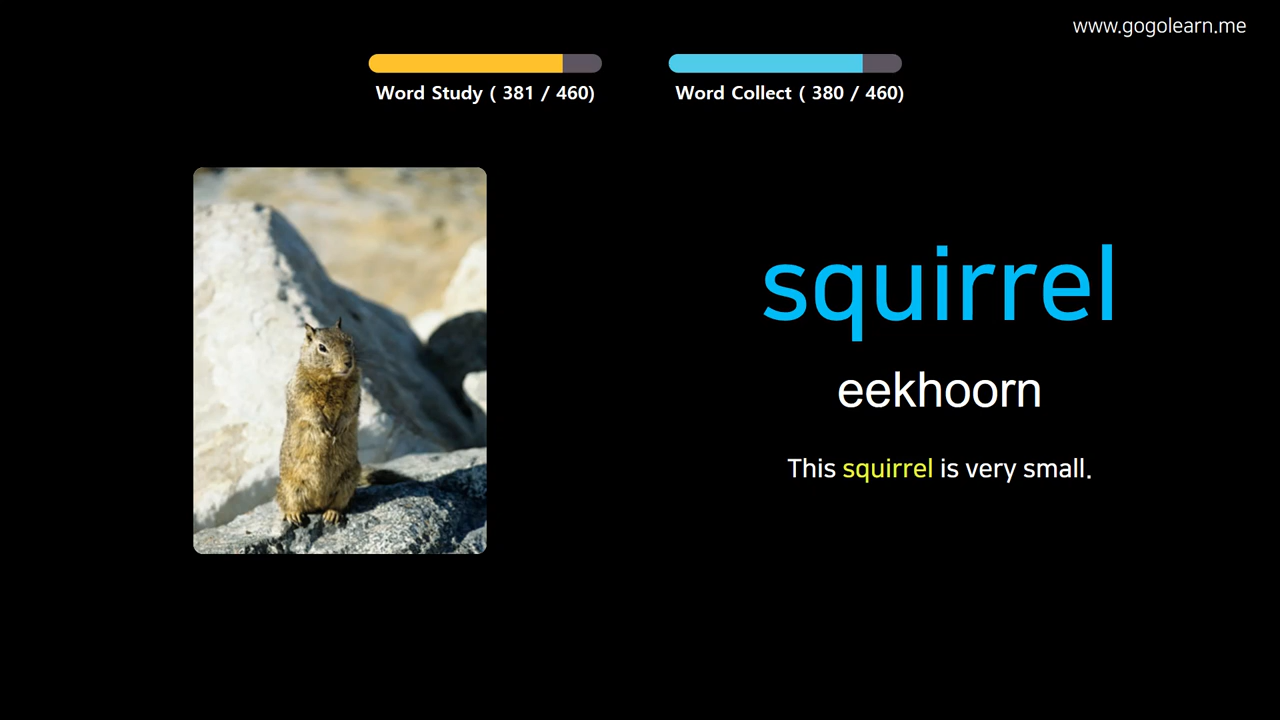 www.gogolearn.me
Word Study ( 381 / 460)
Word Collect ( 380 / 460)
squirrel
eekhoorn
This squirrel is very small.